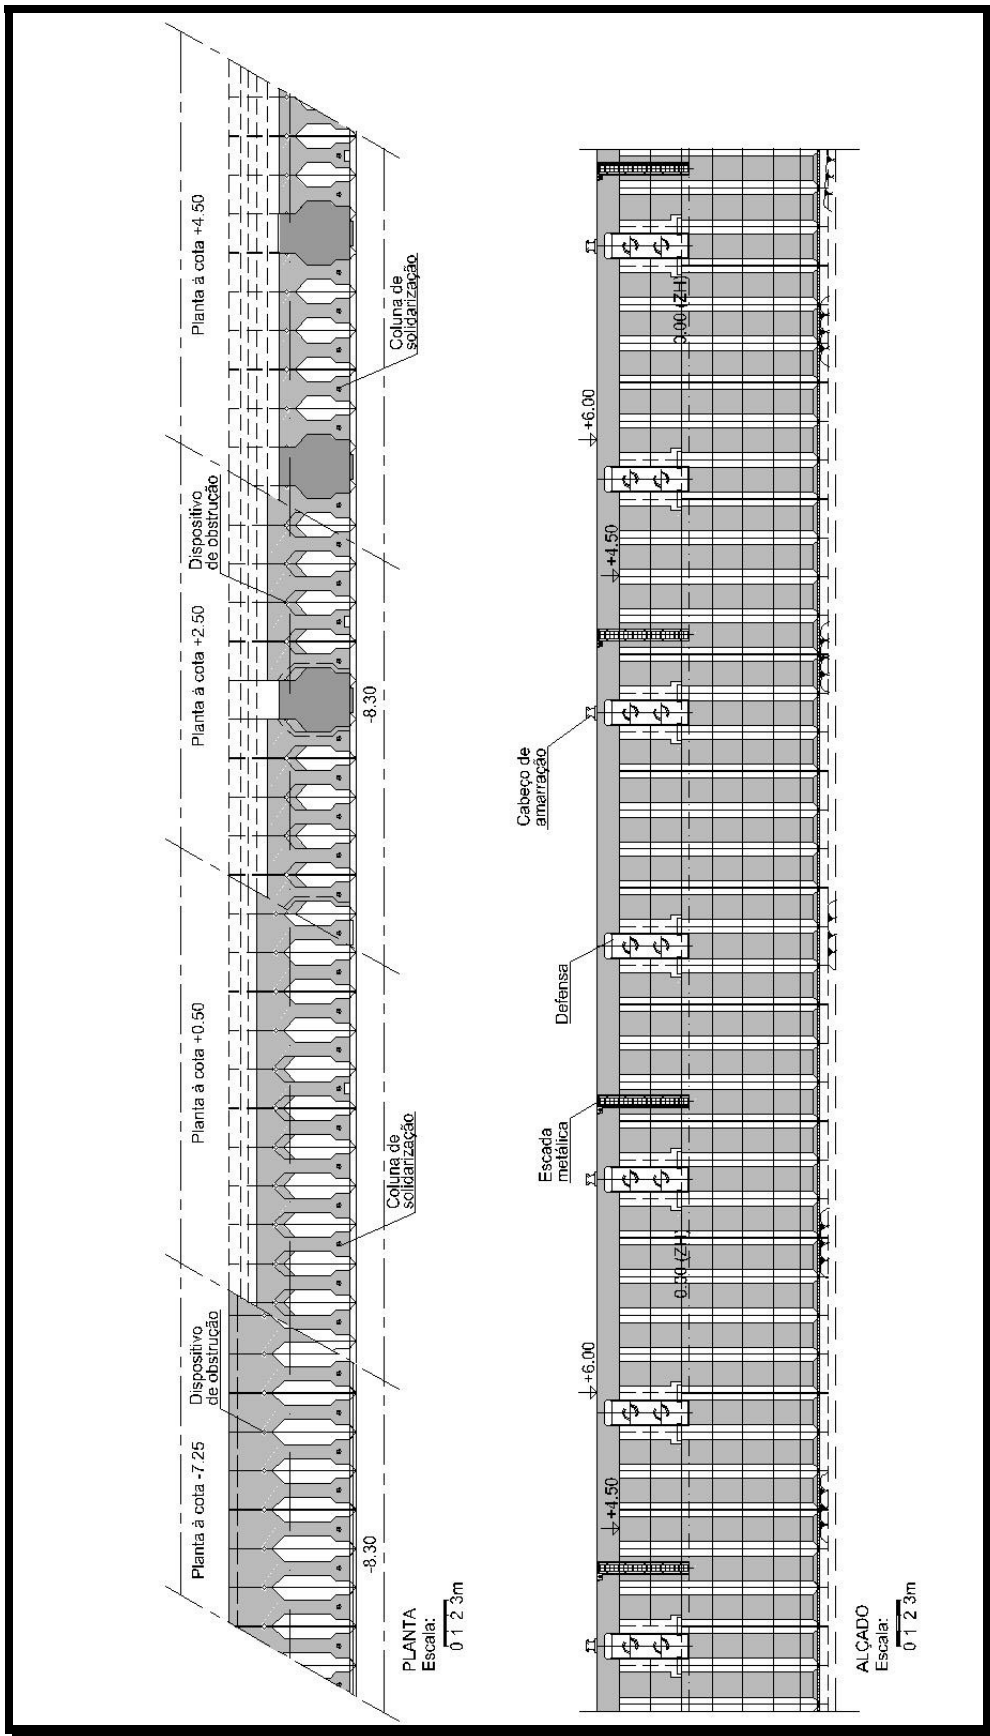 Planta à cota -7.25
Dispositivo
de obstrução
Planta à cota +0.50
Planta à cota +2.50
Dispositivo
de obstrução
Planta à cota +4.50
-8.30
Coluna de
solidarização
-8.30
Coluna de
solidarização
PLANTA
Escala:
0 1 2 3m
Escada
metálica
Defensa
Cabeço de
amarração
+4.50
+6.00
0.00 (ZH)
+4.50
+6.00
0.00 (ZH)
ALÇADO
Escala:
0 1 2 3m